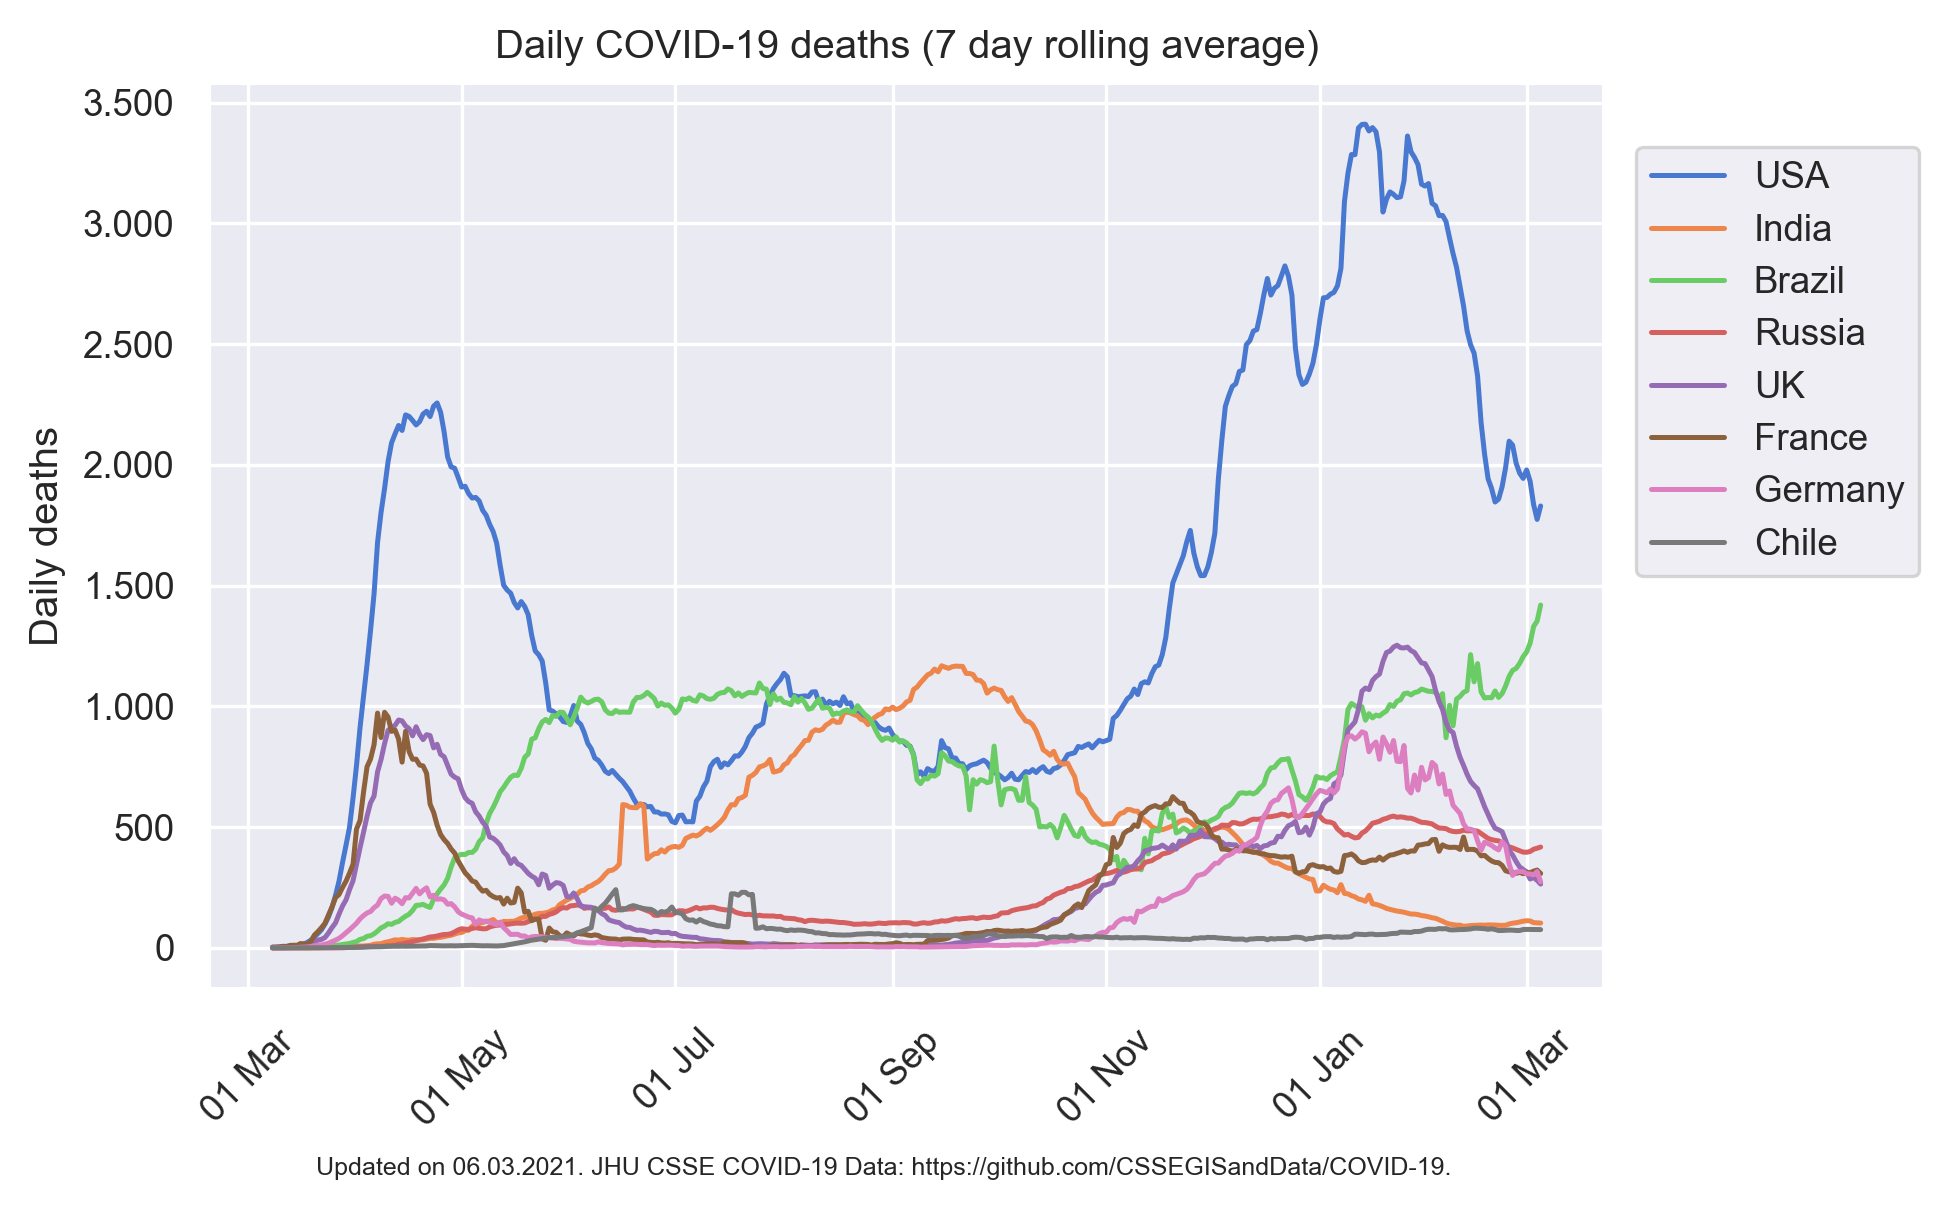 Daily COVID-19 deaths (7 day rolling average)
3.500
3.000
2.500
2.000
1.500
1.000
500
0
Daily deaths
USA
India
Brazil
Russia
UK
France
Germany
Chile
01 Mar
01 May
01 Jul
01 Sep
01 Nov
01 Jan
01 Mar
Updated on 06.03.2021. JHU CSSE COVID-19 Data: https://github.com/CSSEGISandData/COVID-19.